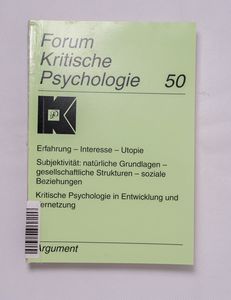 Forum
Kritische
Psychologie 50
Erfahrung – Interesse – Utopie
Subjektivität: natürliche Grundlagen –
gesellschaftliche Strukturen – soziale
Beziehungen
Kritische Psychologie in Entwicklung und
ernetzung
Argument